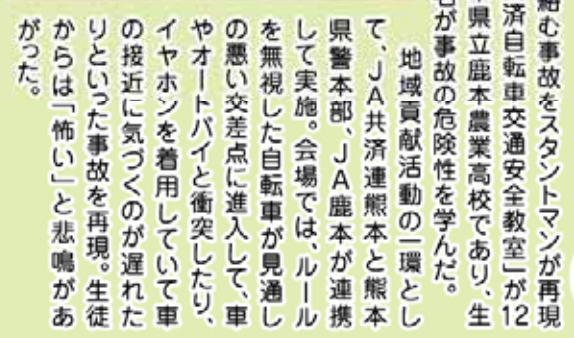 絡む事故をスタントマンが再現
済自転車交通安全教室」が12
県立鹿本農業高校であり、生
が事故の危険性を学んだ。
地域貢献活動の一環とし
て、JA共済連熊本と熊本
県警本部、JA鹿本が連携
して実施。会場では、ルール
を無視した自転車が見通し
の悪い交差点に進入して、車
やオートバイと衝突したり、
イヤホンを着用していて車
の接近に気づくのが遅れた
りといった事故を再現。生徒
からは「怖い」と悲鳴があ
がった。